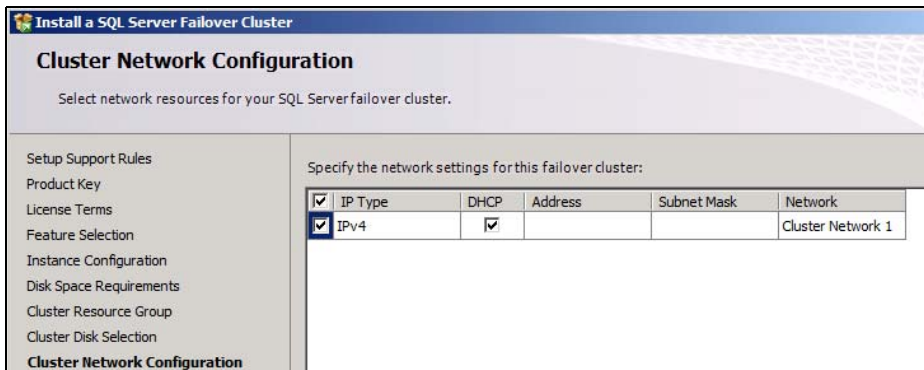 Install a SQL Server Failover Cluster
Cluster Network Configuration
Select network resources for your SQL Server failover cluster.
Setup Support Rules
Product Key
License Terms
Feature Selection
Instance Configuration
Disk Space Requirements
Cluster Resource Group
Cluster Disk Selection
Cluster Network Configuration
Specify the network settings for this failover cluster:
IP Type DHCP Address Subnet Mask Network
IPv4 Cluster Network 1